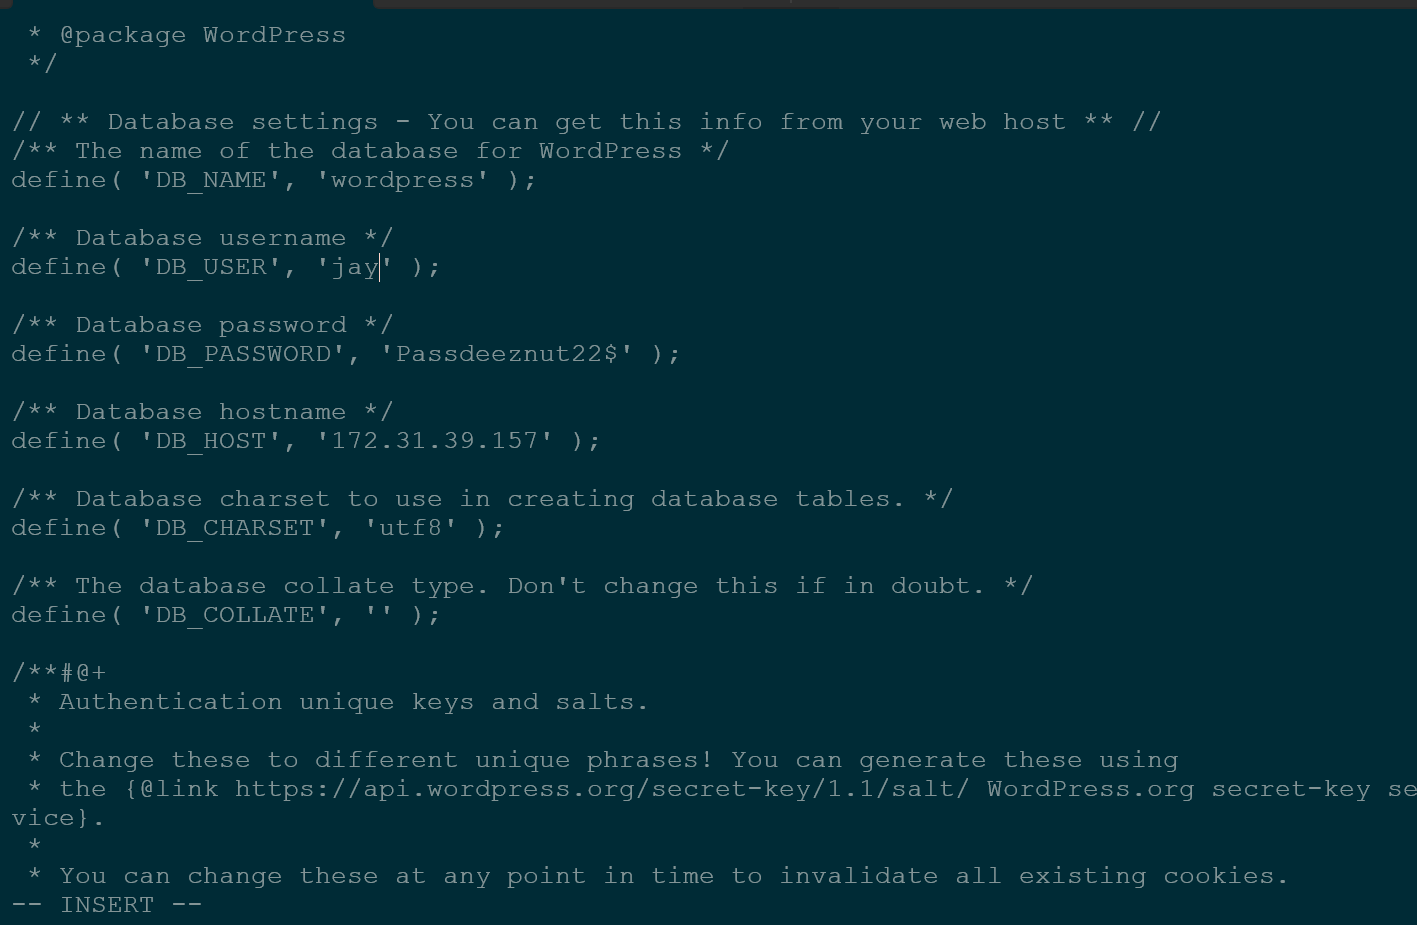 * @package WordPress
 */

// ** Database settings - You can get this info from your web host ** //
/** The name of the database for WordPress */
define( 'DB_NAME', 'wordpress' );

/** Database username */
define( 'DB_USER', 'jay' );

/** Database password */
define( 'DB_PASSWORD', 'Passdeeznut22$' );

/** Database hostname */
define( 'DB_HOST', '172.31.39.157' );

/** Database charset to use in creating database tables. */
define( 'DB_CHARSET', 'utf8' );

/** The database collate type. Don't change this if in doubt. */
define( 'DB_COLLATE', '' );

/**#@+
 * Authentication unique keys and salts.
 *
 * Change these to different unique phrases! You can generate these using
 * the {@link https://api.wordpress.org/secret-key/1.1/salt/ WordPress.org secret-key se
vice}.
 *
 * You can change these at any point in time to invalidate all existing cookies.
-- INSERT --